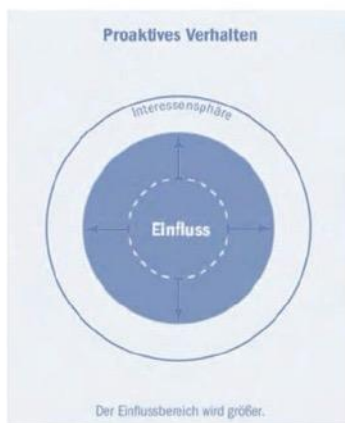 Proaktives Verhalten
Interessensphäre
Einfluss
Der Einflussbereich wird größer.